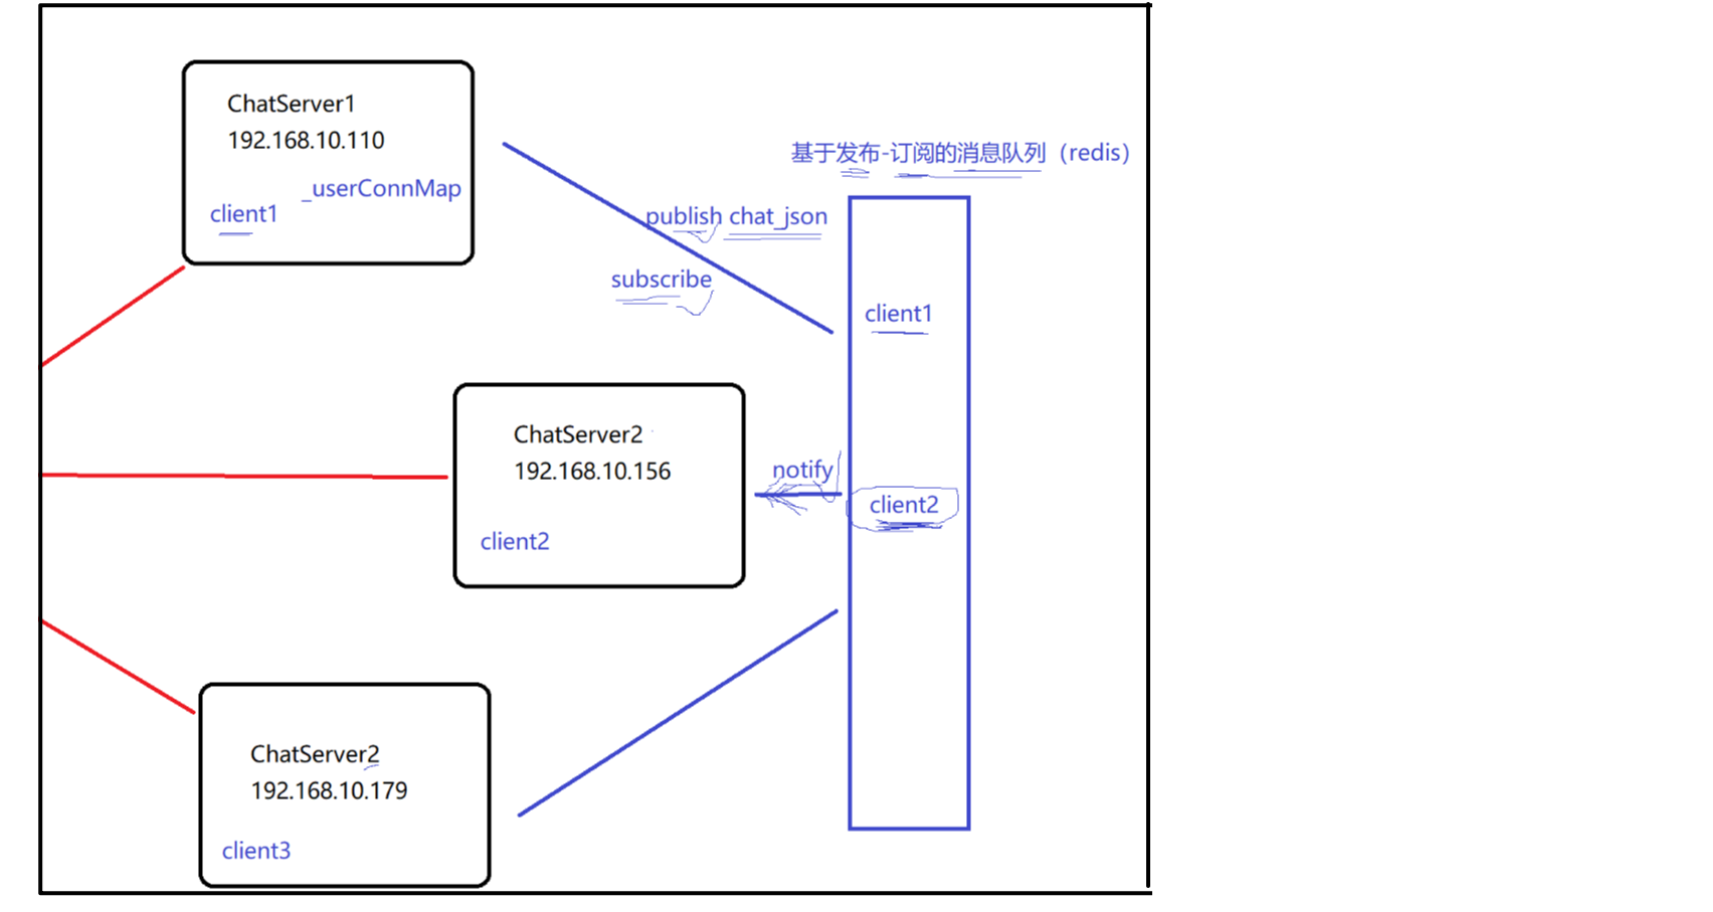 ChatServer1
192.168.10.110
_userConnMap
client1
基于发布-订阅的消息队列（redis）
publish chat_json
subscribe
client1
ChatServer2
192.168.10.156
client2
notify
client2
ChatServer2
192.168.10.179
client3